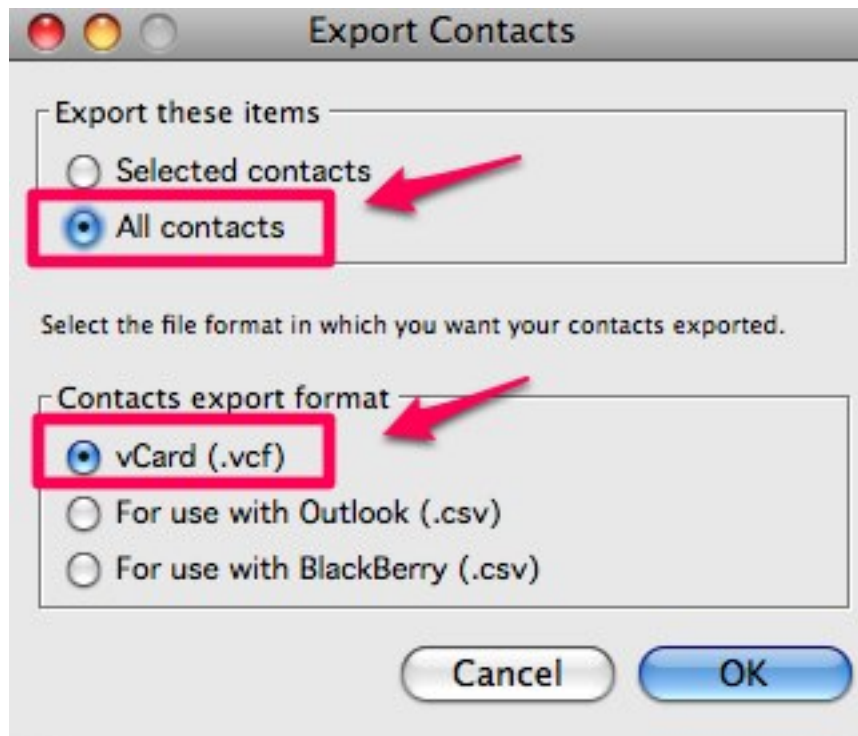 Export Contacts
Export these items
Selected contacts
All contacts
Select the file format in which you want your contacts exported.
Contacts export format
vCard (.vcf)
For use with Outlook (.csv)
For use with BlackBerry (.csv)
Cancel OK